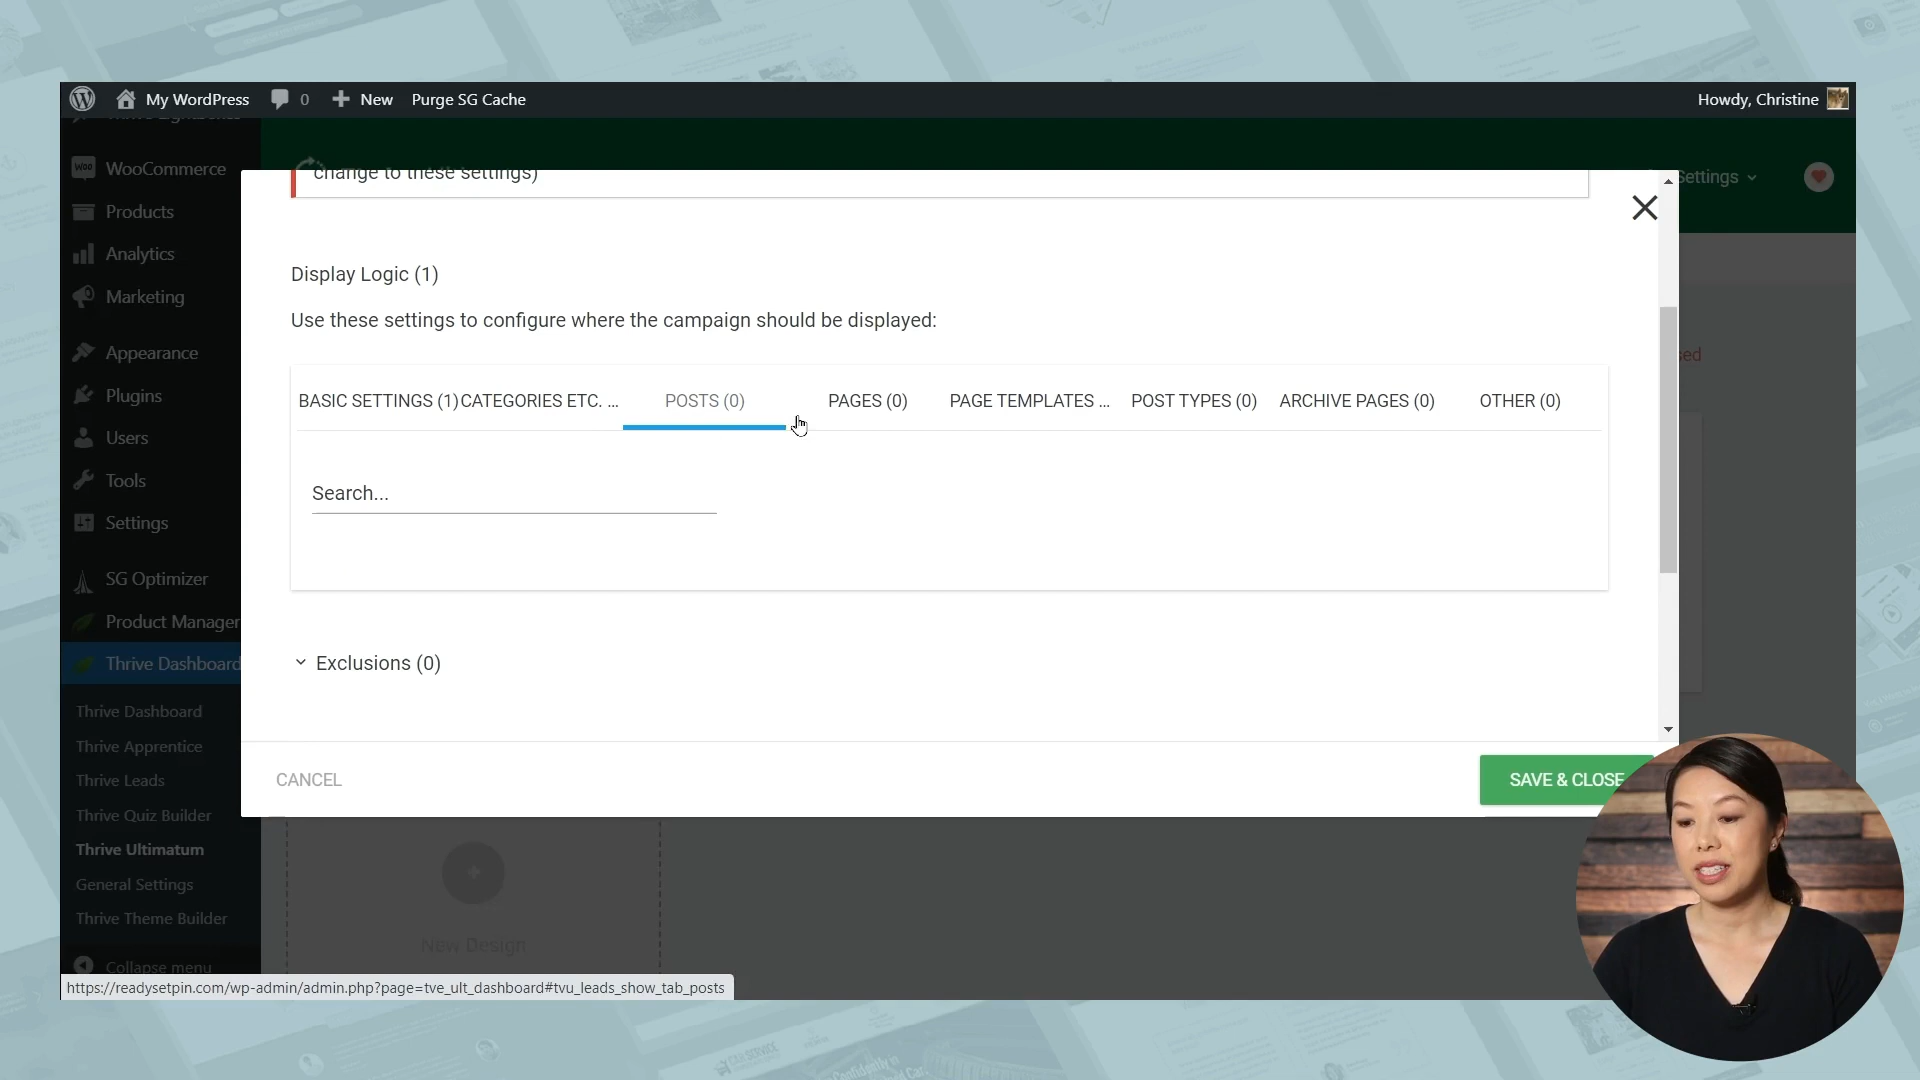 My WordPress
0
New
Purge SG Cache
Howdy, Christine
WooCommerce
Products
Analytics
Marketing
Appearance
Plugins
Users
Tools
Settings
SG Optimizer
Product Manager
Thrive Dashboard
Thrive Dashboard
Thrive Apprentice
Thrive Leads
Thrive Quiz Builder
Thrive Ultimatum
General Settings
Thrive Theme Builder
Collapse menu
Settings
change to these settings)
Display Logic (1)
Use these settings to configure where the campaign should be displayed:
BASIC SETTINGS (1) CATEGORIES ETC. ... POSTS (0) PAGES (0) PAGE TEMPLATES ... POST TYPES (0) ARCHIVE PAGES (0) OTHER (0)
Search...
Exclusions (0)
CANCEL
SAVE & CLOSE
New Design
https://readysetpin.com/wp-admin/admin.php?page=tve_ult_dashboard#tvu_leads_show_tab_posts